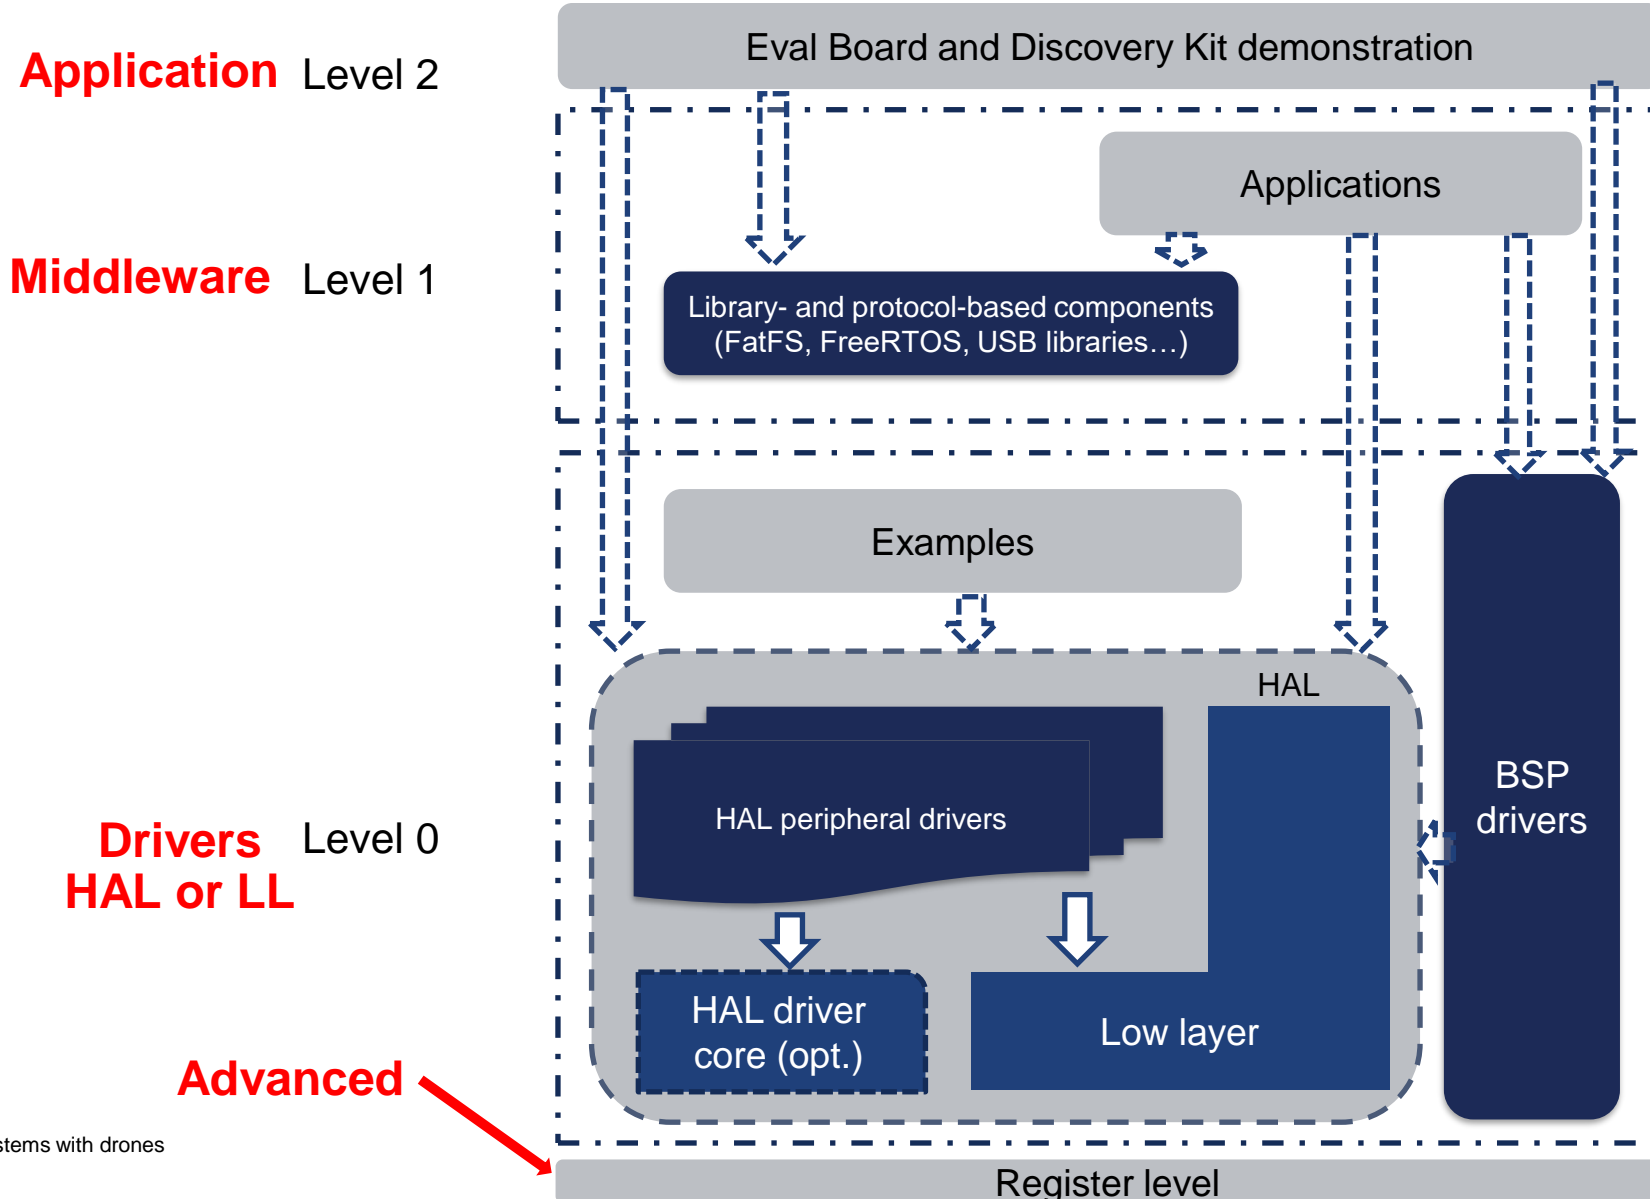 Eval Board and Discovery Kit demonstration
Application Level 2
Applications
Middleware Level 1
Library- and protocol-based components
(FatFS, FreeRTOS, USB libraries…)
Examples
HAL
HAL peripheral drivers
BSP
drivers
Drivers Level 0
HAL or LL
HAL driver
core (opt.)
Low layer
Advanced
stems with drones
Register level